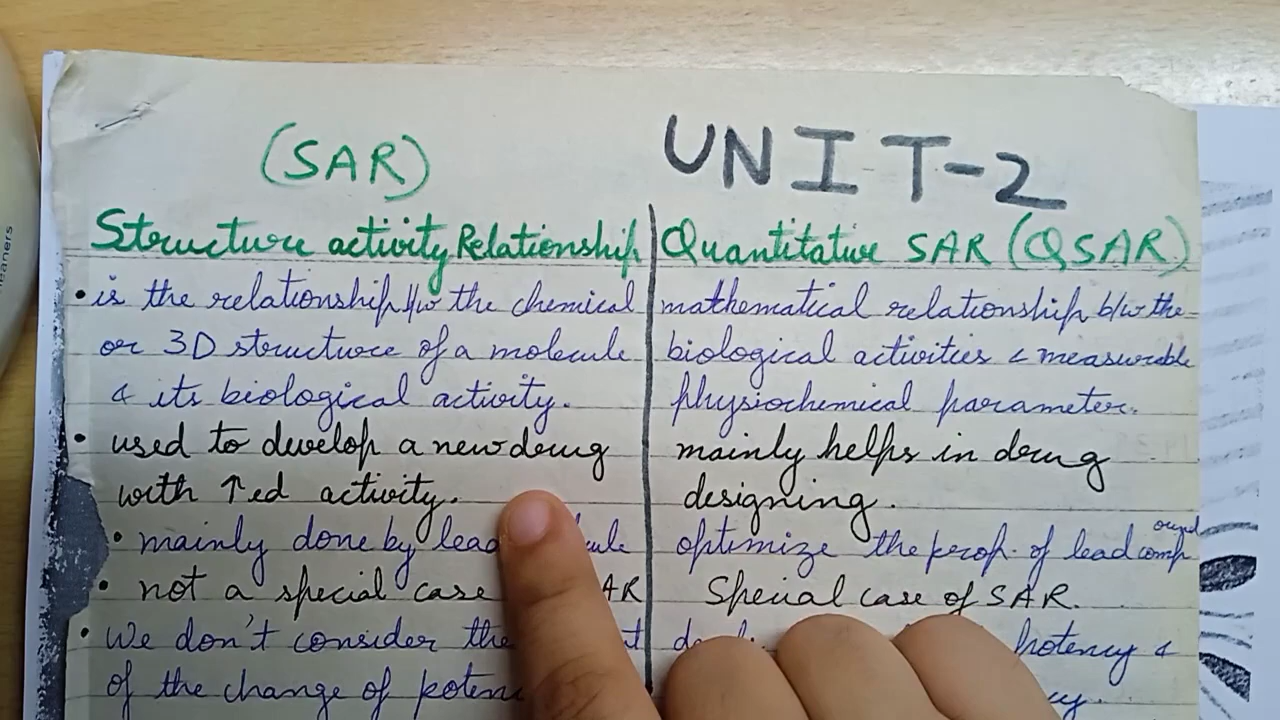 UNIT-2
(SAR)
Structure activity Relationship
• is the relationship b/w the chemical
or 3D structure of a molecule
& its biological activity.
• used to develop a new drug
with ↑ed activity.
• mainly done by lead
• not a special case
• We don't consider the
of the change of
Quantitative SAR (QSAR)
mathematical relationship b/w the
biological activities & measurable
physiochemical parameter.
mainly helps in drug
designing.
optimize the prop. of lead compound
Special case of SAR.
potency &
eaners